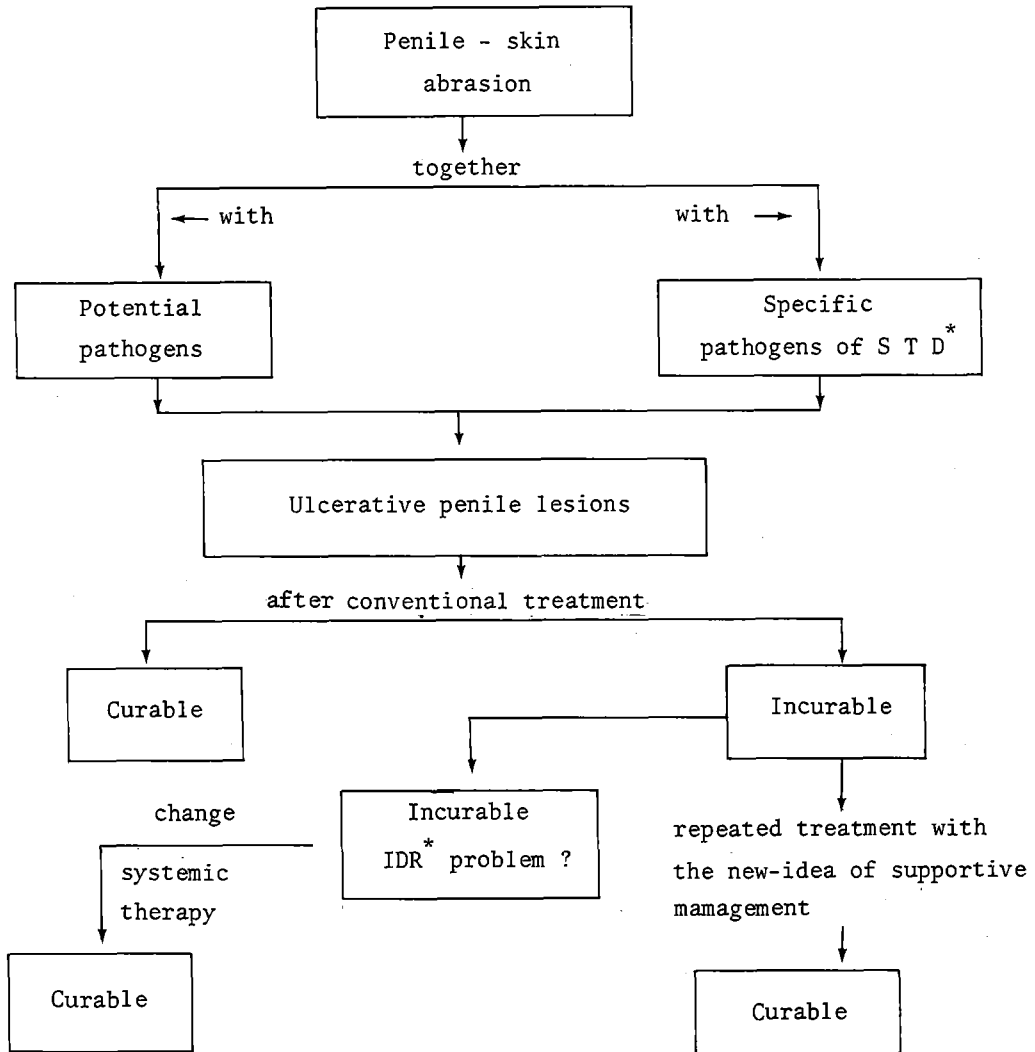 Penile - skin
abrasion
together
← with
with →
Potential
pathogens
Specific
pathogens of S T D*
Ulcerative penile lesions
after conventional treatment
Curable
Incurable
change
systemic
therapy
Incurable
IDR* problem ?
repeated treatment with
the new-idea of supportive
mamagement
Curable
Curable